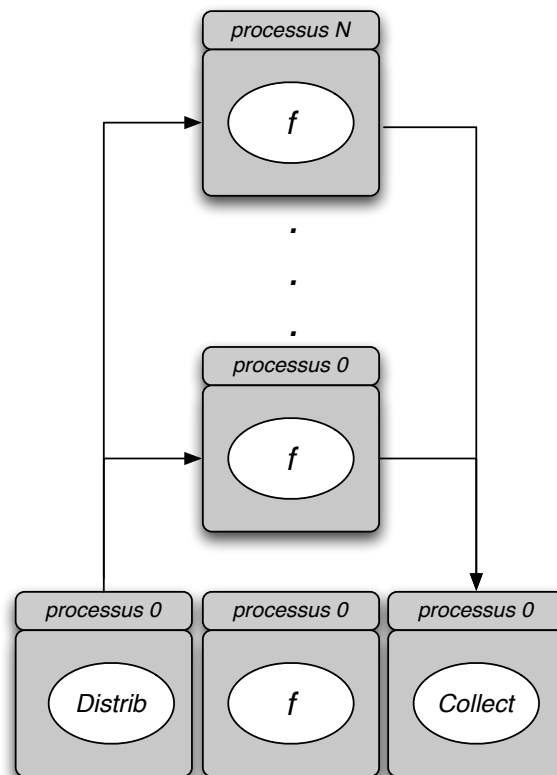 processus N
f
.
.
.
processus 0
f
processus 0
processus 0
processus 0
Distrib
f
Collect